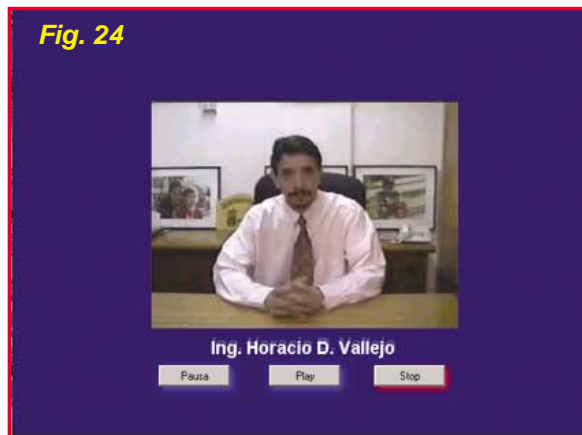 Fig. 24
Ing. Horacio D. Vallejo
Pausa
Play
Stop